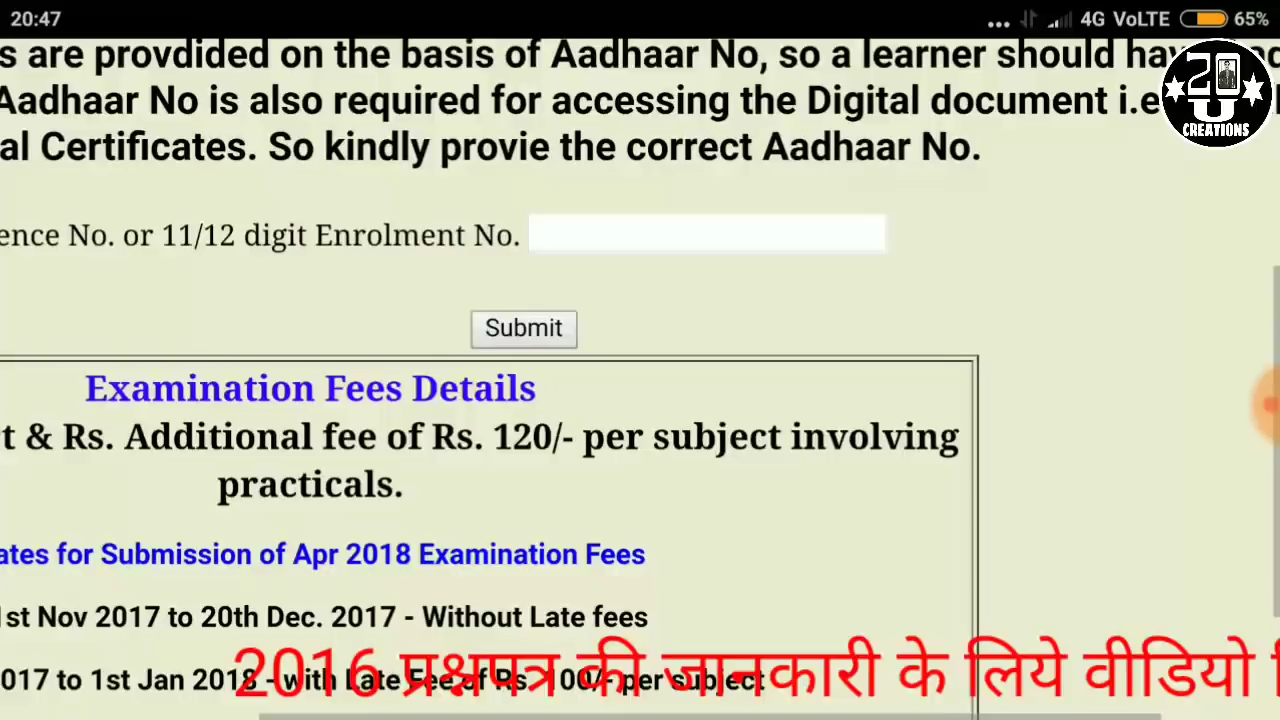 20:47 ... 4G VoLTE 65%
s are provdided on the basis of Aadhaar No, so a learner should
Aadhaar No is also required for accessing the Digital document i.e
al Certificates. So kindly provie the correct Aadhaar No.
2U
CREATIONS
ence No. or 11/12 digit Enrolment No.
Submit
Examination Fees Details
t & Rs. Additional fee of Rs. 120/- per subject involving
practicals.
ates for Submission of Apr 2018 Examination Fees
1st Nov 2017 to 20th Dec. 2017 - Without Late fees
017 to 1st Jan 2018 - with Late Fee of Rs. 100/- per subject
2016 प्रश्नपत्र की जानकारी के लिये वीडियो